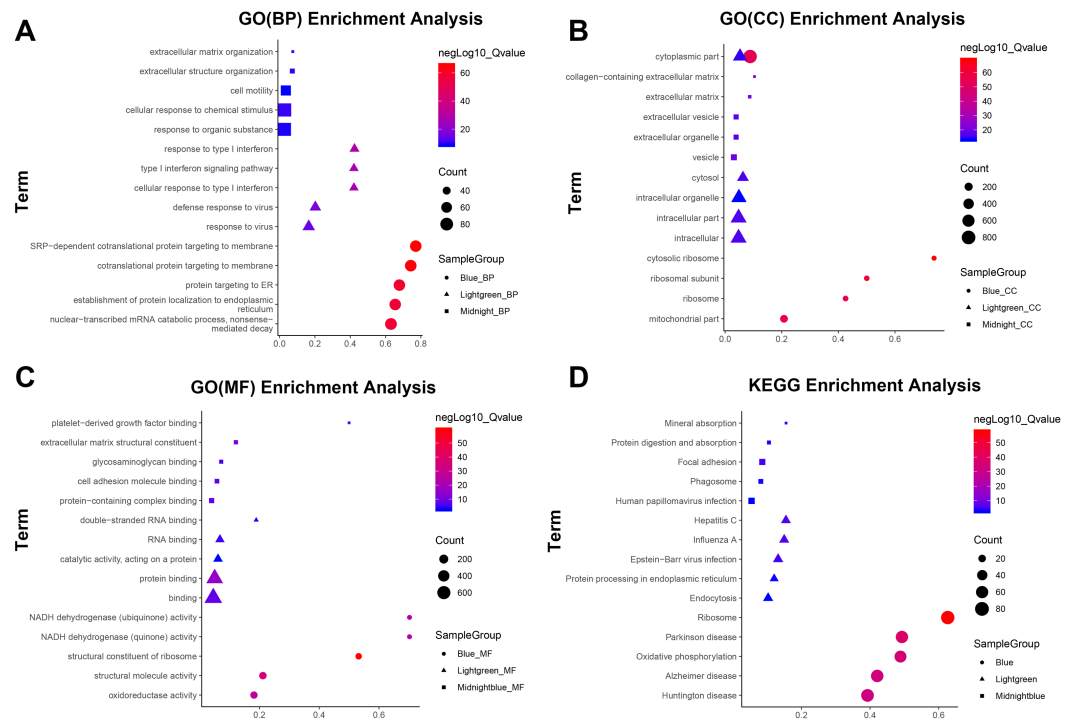 A
GO(BP) Enrichment Analysis
Term
extracellular matrix organization
extracellular structure organization
cell motility
cellular response to chemical stimulus
response to organic substance
response to type I interferon
type I interferon signaling pathway
cellular response to type I interferon
defense response to virus
response to virus
SRP−dependent cotranslational protein targeting to membrane
cotranslational protein targeting to membrane
protein targeting to ER
establishment of protein localization to endoplasmic
reticulum
nuclear−transcribed mRNA catabolic process, nonsense−
mediated decay
0.0 0.2 0.4 0.6 0.8
negLog10_Qvalue
60
40
20
Count
40
60
80
SampleGroup
Blue_BP
Lightgreen_BP
Midnight_BP
B
GO(CC) Enrichment Analysis
Term
cytoplasmic part
collagen−containing extracellular matrix
extracellular matrix
extracellular vesicle
extracellular organelle
vesicle
cytosol
intracellular organelle
intracellular part
intracellular
cytosolic ribosome
ribosomal subunit
ribosome
mitochondrial part
0.0 0.2 0.4 0.6
negLog10_Qvalue
60
50
40
30
20
Count
200
400
600
800
SampleGroup
Blue_CC
Lightgreen_CC
Midnight_CC
C
GO(MF) Enrichment Analysis
Term
platelet−derived growth factor binding
extracellular matrix structural constituent
glycosaminoglycan binding
cell adhesion molecule binding
protein−containing complex binding
double−stranded RNA binding
RNA binding
catalytic activity, acting on a protein
protein binding
binding
NADH dehydrogenase (ubiquinone) activity
NADH dehydrogenase (quinone) activity
structural constituent of ribosome
structural molecule activity
oxidoreductase activity
0.2 0.4 0.6
negLog10_Qvalue
50
40
30
20
10
Count
200
400
600
SampleGroup
Blue_MF
Lightgreen_MF
Midnightblue_MF
D
KEGG Enrichment Analysis
Term
Mineral absorption
Protein digestion and absorption
Focal adhesion
Phagosome
Human papillomavirus infection
Hepatitis C
Influenza A
Epstein−Barr virus infection
Protein processing in endoplasmic reticulum
Endocytosis
Ribosome
Parkinson disease
Oxidative phosphorylation
Alzheimer disease
Huntington disease
0.2 0.4 0.6
negLog10_Qvalue
50
40
30
20
10
Count
20
40
60
80
SampleGroup
Blue
Lightgreen
Midnightblue